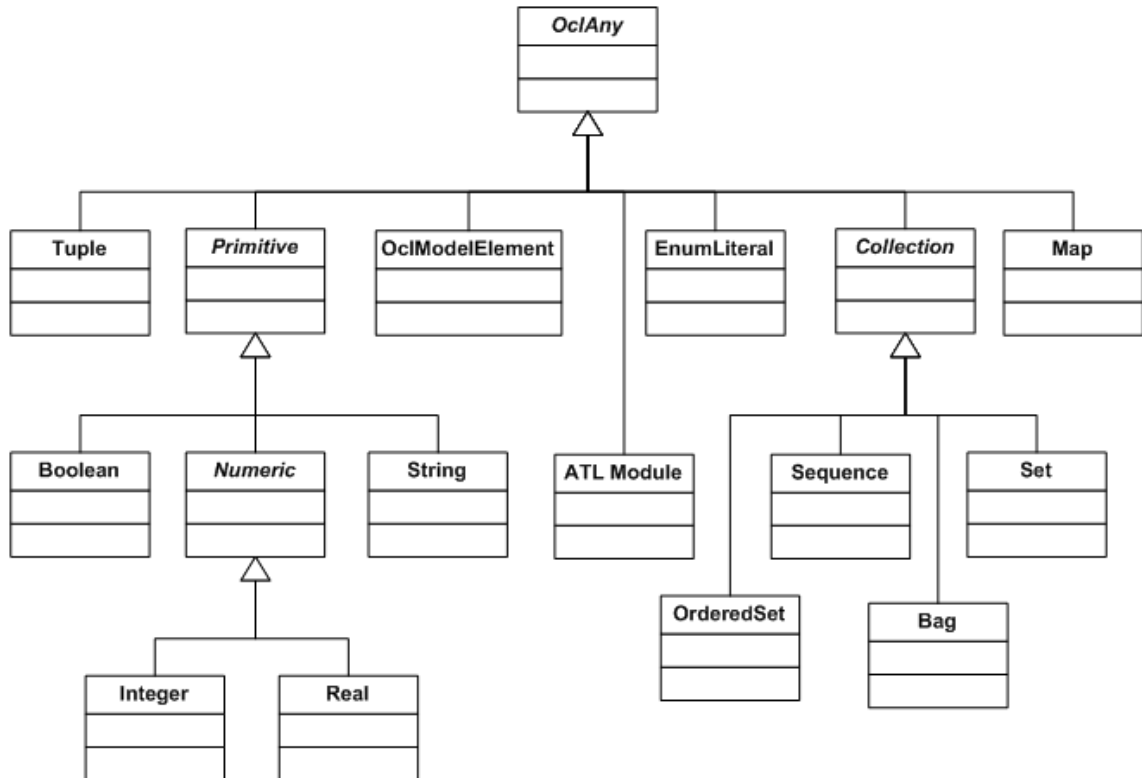 OclAny
Tuple
Primitive
OclModelElement
EnumLiteral
Collection
Map
Boolean
Numeric
String
ATL Module
Sequence
Set
OrderedSet
Bag
Integer
Real